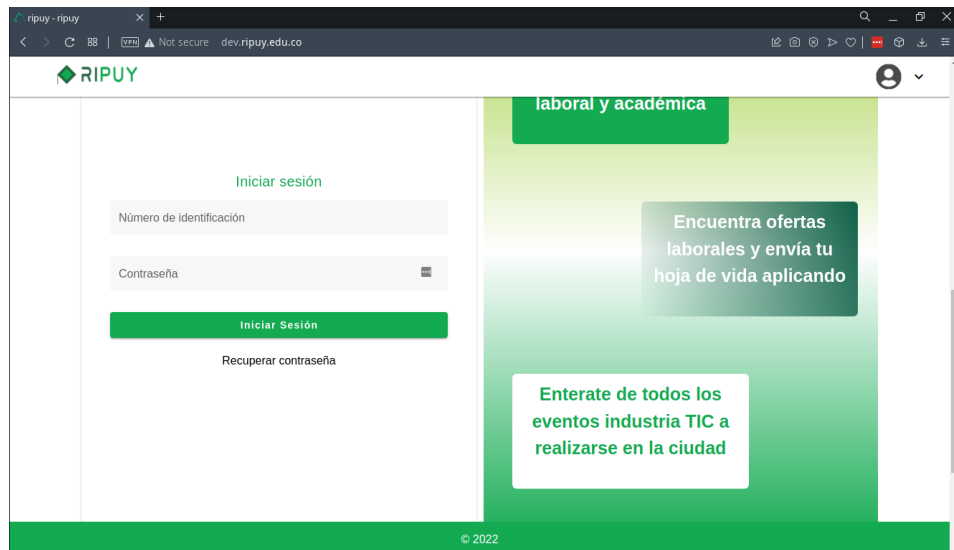 ripuy - ripuy
VPN Not secure dev.ripuy.edu.co
RIPUY
laboral y académica
Iniciar sesión
Número de identificación
Contraseña
Iniciar Sesión
Recuperar contraseña
Encuentra ofertas
laborales y envía tu
hoja de vida aplicando
Enterate de todos los
eventos industria TIC a
realizarse en la ciudad
© 2022